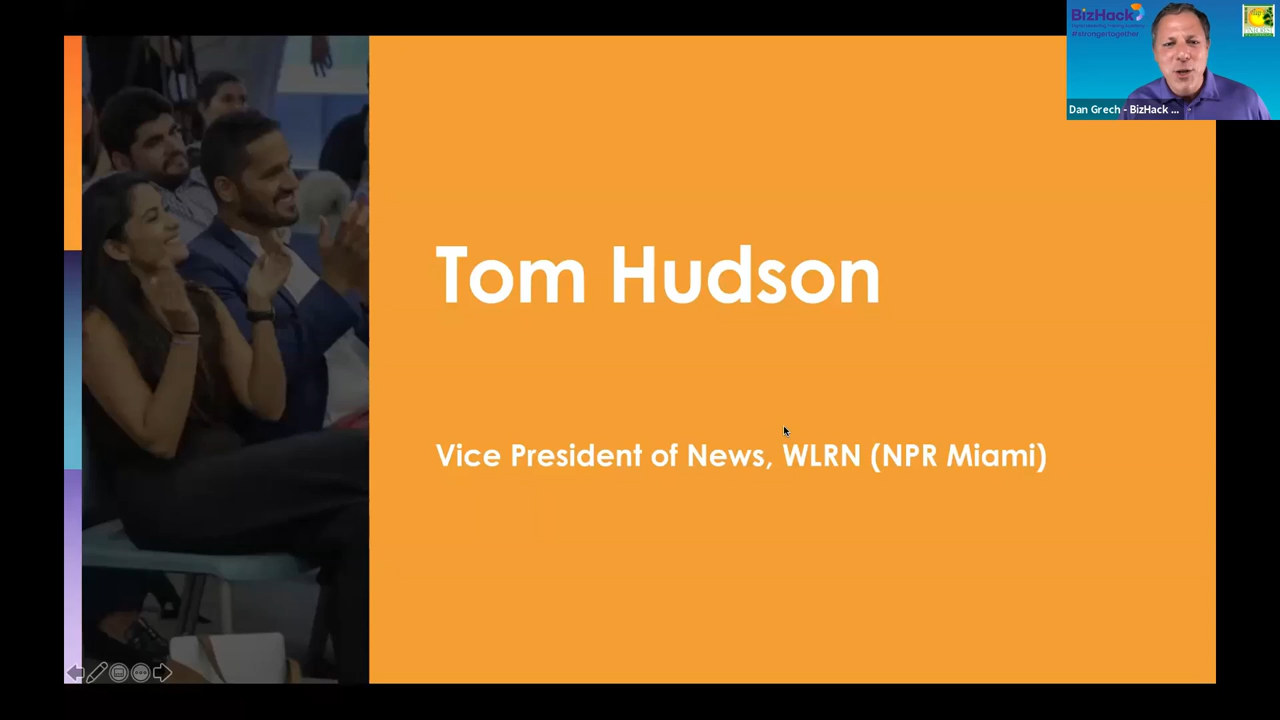 BizHack
#strongertogether
Dan Grech - BizHack ...
Tom Hudson
Vice President of News, WLRN (NPR Miami)